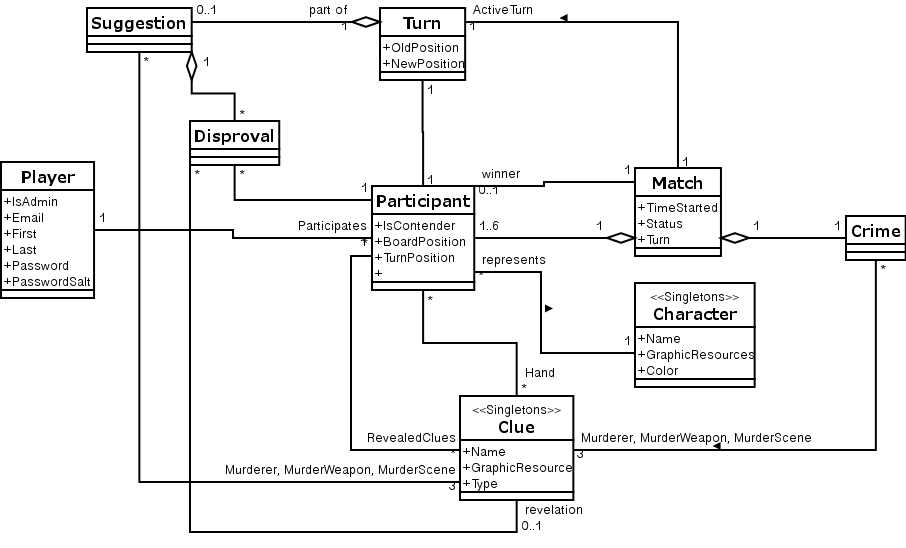 Suggestion
0..1
part of
1
Turn
+OldPosition
+NewPosition
ActiveTurn
1
*
1
*
1
1
Disproval
*
*
1
1
Player
+IsAdmin
+Email
+First
+Last
+Password
+PasswordSalt
1
Participates
*
Participant
+IsContender
+BoardPosition
+TurnPosition
+
winner
0..1
1
1..6
1
represents
*
1
Match
+TimeStarted
+Status
+Turn
1
1
Crime
*
<<Singletons>>
Character
+Name
+GraphicResources
+Color
1
*
Hand
*
<<Singletons>>
Clue
+Name
+GraphicResource
+Type
RevealedClues
*
Murderer, MurderWeapon, MurderScene
3
Murderer, MurderWeapon, MurderScene
3
revelation
0..1